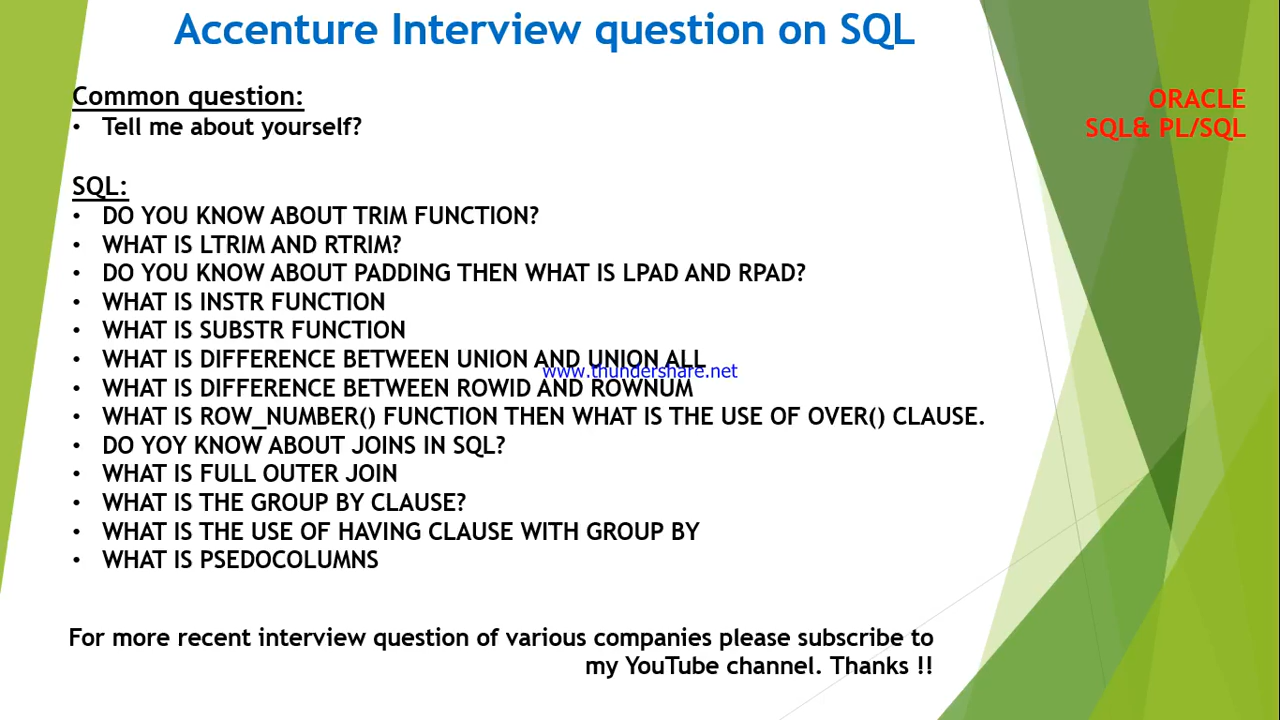 Accenture Interview question on SQL
Common question:
• Tell me about yourself?
ORACLE
SQL& PL/SQL
SQL:
• DO YOU KNOW ABOUT TRIM FUNCTION?
• WHAT IS LTRIM AND RTRIM?
• DO YOU KNOW ABOUT PADDING THEN WHAT IS LPAD AND RPAD?
• WHAT IS INSTR FUNCTION
• WHAT IS SUBSTR FUNCTION
• WHAT IS DIFFERENCE BETWEEN UNION AND UNION ALL
www.thundershare.net
• WHAT IS DIFFERENCE BETWEEN ROWID AND ROWNUM
• WHAT IS ROW_NUMBER() FUNCTION THEN WHAT IS THE USE OF OVER() CLAUSE.
• DO YOY KNOW ABOUT JOINS IN SQL?
• WHAT IS FULL OUTER JOIN
• WHAT IS THE GROUP BY CLAUSE?
• WHAT IS THE USE OF HAVING CLAUSE WITH GROUP BY
• WHAT IS PSEDOCOLUMNS
For more recent interview question of various companies please subscribe to
my YouTube channel. Thanks !!